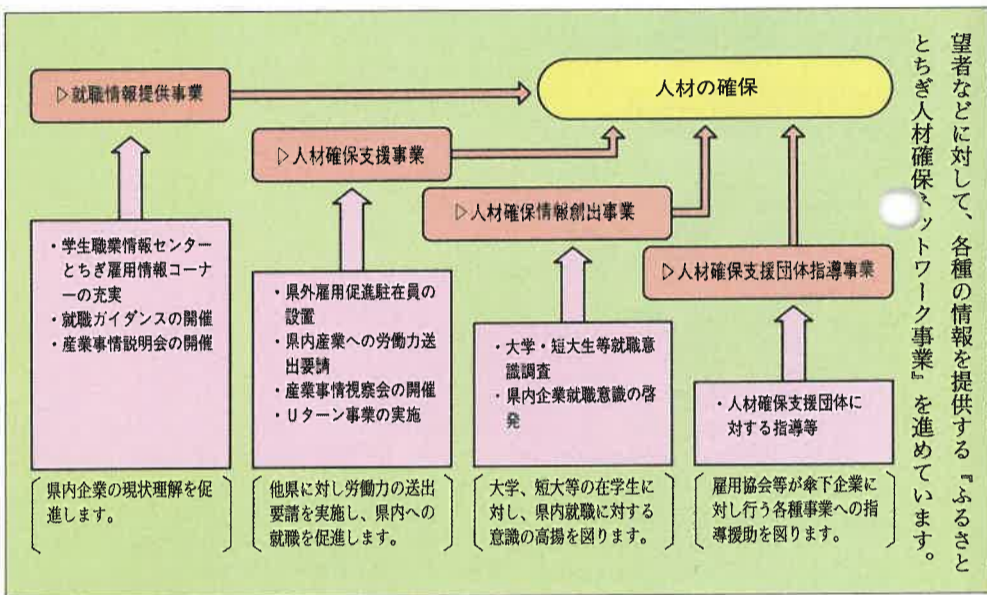 望者などに対して、各種の情報を提供する『ふるさと
とちぎ人材確保ネットワーク事業』を進めています。
人材の確保
▷就職情報提供事業
・学生職業情報センター
とちぎ雇用情報コーナ
ーの充実
・就職ガイダンスの開催
・産業事情説明会の開催
県内企業の現状理解を促
進します。
▷人材確保支援事業
・県外雇用促進駐在員の
設置
・県内産業への労働力送
出要請
・産業事情視察会の開催
・Uターン事業の実施
他県に対し労働力の送出
要請を実施し、県内への
就職を促進します。
▷人材確保情報創出事業
・大学・短大生等就職意
識調査
・県内企業就職意識の啓
発
大学、短大等の在学生に
対し、県内就職に対する
意識の高揚を図ります。
▷人材確保支援団体指導事業
・人材確保支援団体に
対する指導等
雇用協会等が傘下企業に
対し行う各種事業への指
導援助を図ります。